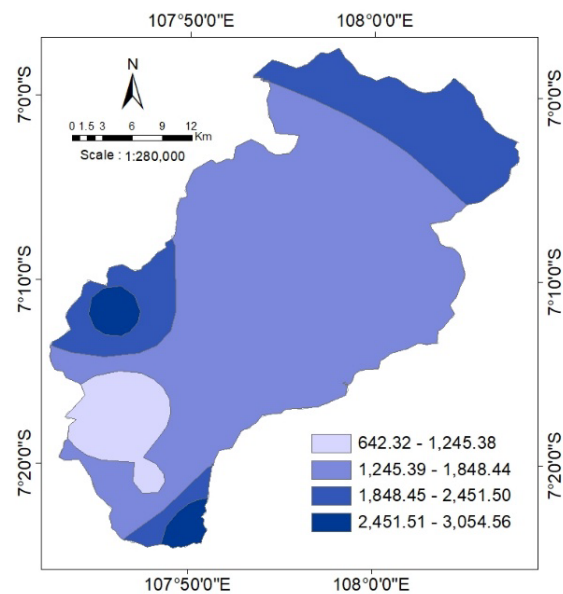 107°50'0"E 108°0'0"E
N
0 1.5 3 6 9 12
Km
Scale : 1:280,000
7°0'0"S 7°0'0"S
7°10'0"S 7°10'0"S
7°20'0"S 7°20'0"S
642.32 - 1,245.38
1,245.39 - 1,848.44
1,848.45 - 2,451.50
2,451.51 - 3,054.56
107°50'0"E 108°0'0"E